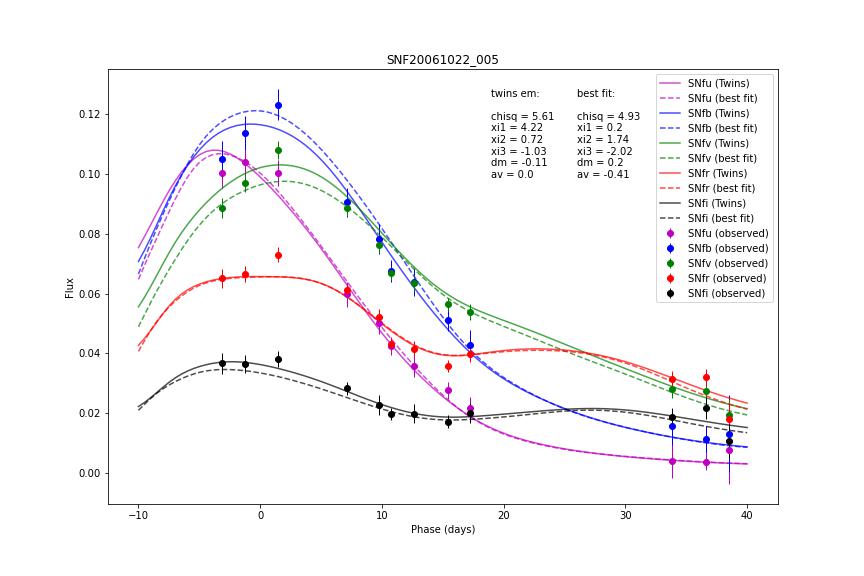 SNF20061022_005
twins em: best fit:
chisq = 5.61 chisq = 4.93
xi1 = 4.22 xi1 = 0.2
xi2 = 0.72 xi2 = 1.74
xi3 = -1.03 xi3 = -2.02
dm = -0.11 dm = 0.2
av = 0.0 av = -0.41
SNfu (Twins)
SNfu (best fit)
SNfb (Twins)
SNfb (best fit)
SNfv (Twins)
SNfv (best fit)
SNfr (Twins)
SNfr (best fit)
SNfi (Twins)
SNfi (best fit)
SNfu (observed)
SNfb (observed)
SNfv (observed)
SNfr (observed)
SNfi (observed)
Flux
0.12
0.10
0.08
0.06
0.04
0.02
0.00
−10 0 10 20 30 40
Phase (days)